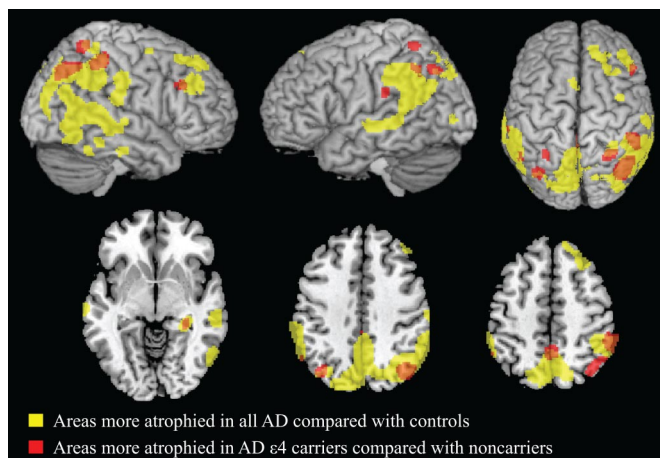 Areas more atrophied in all AD compared with controls
Areas more atrophied in AD ε4 carriers compared with noncarriers